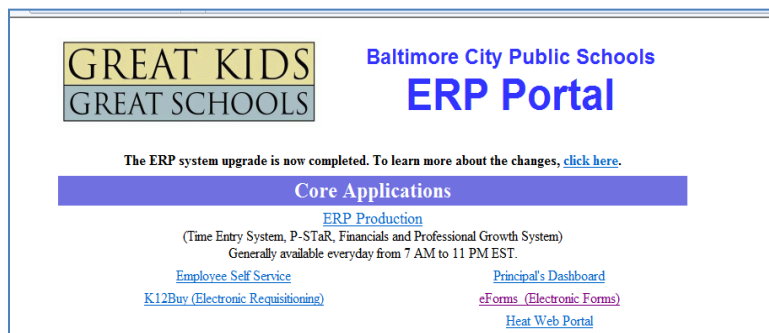 GREAT KIDS
GREAT SCHOOLS
Baltimore City Public Schools
ERP Portal
The ERP system upgrade is now completed. To learn more about the changes, click here.
Core Applications
ERP Production
(Time Entry System, P-STaR, Financials and Professional Growth System)
Generally available everyday from 7 AM to 11 PM EST.
Employee Self Service
Principal's Dashboard
K12Buy (Electronic Requisitioning)
eForms (Electronic Forms)
Heat Web Portal